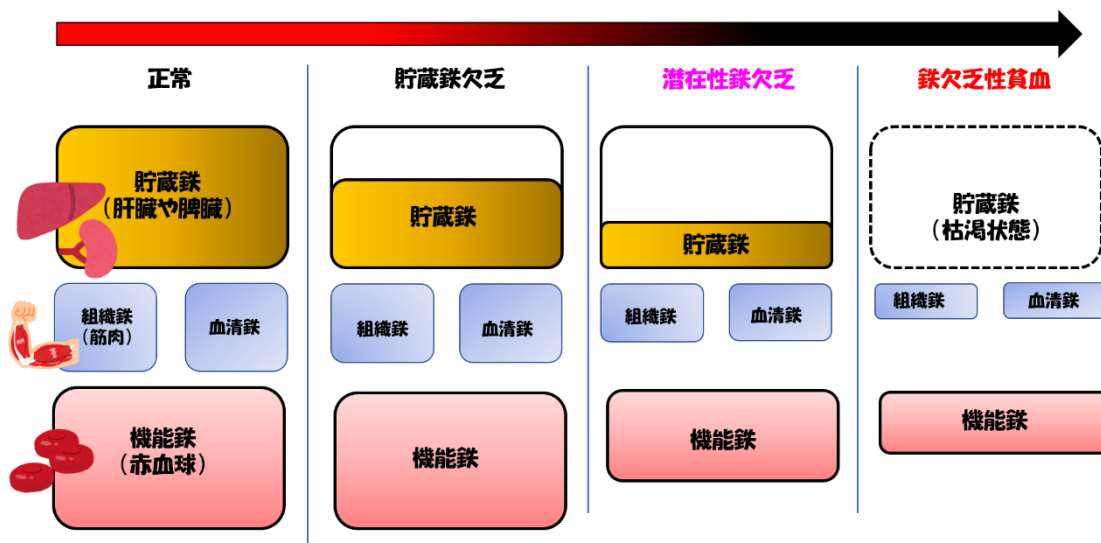 正常
貯蔵鉄欠乏
潜在性鉄欠乏
鉄欠乏性貧血
貯蔵鉄
（肝臓や脾臓）
貯蔵鉄
貯蔵鉄
貯蔵鉄
（枯渇状態）
組織鉄
（筋肉）
血清鉄
組織鉄
血清鉄
組織鉄
血清鉄
組織鉄
血清鉄
機能鉄
（赤血球）
機能鉄
機能鉄
機能鉄